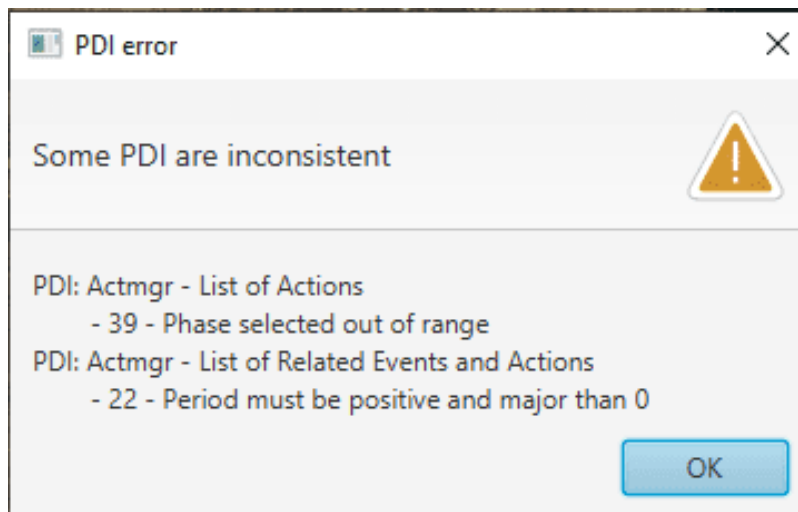 PDI error
Some PDI are inconsistent
PDI: Actmgr - List of Actions
- 39 - Phase selected out of range
PDI: Actmgr - List of Related Events and Actions
- 22 - Period must be positive and major than 0
OK